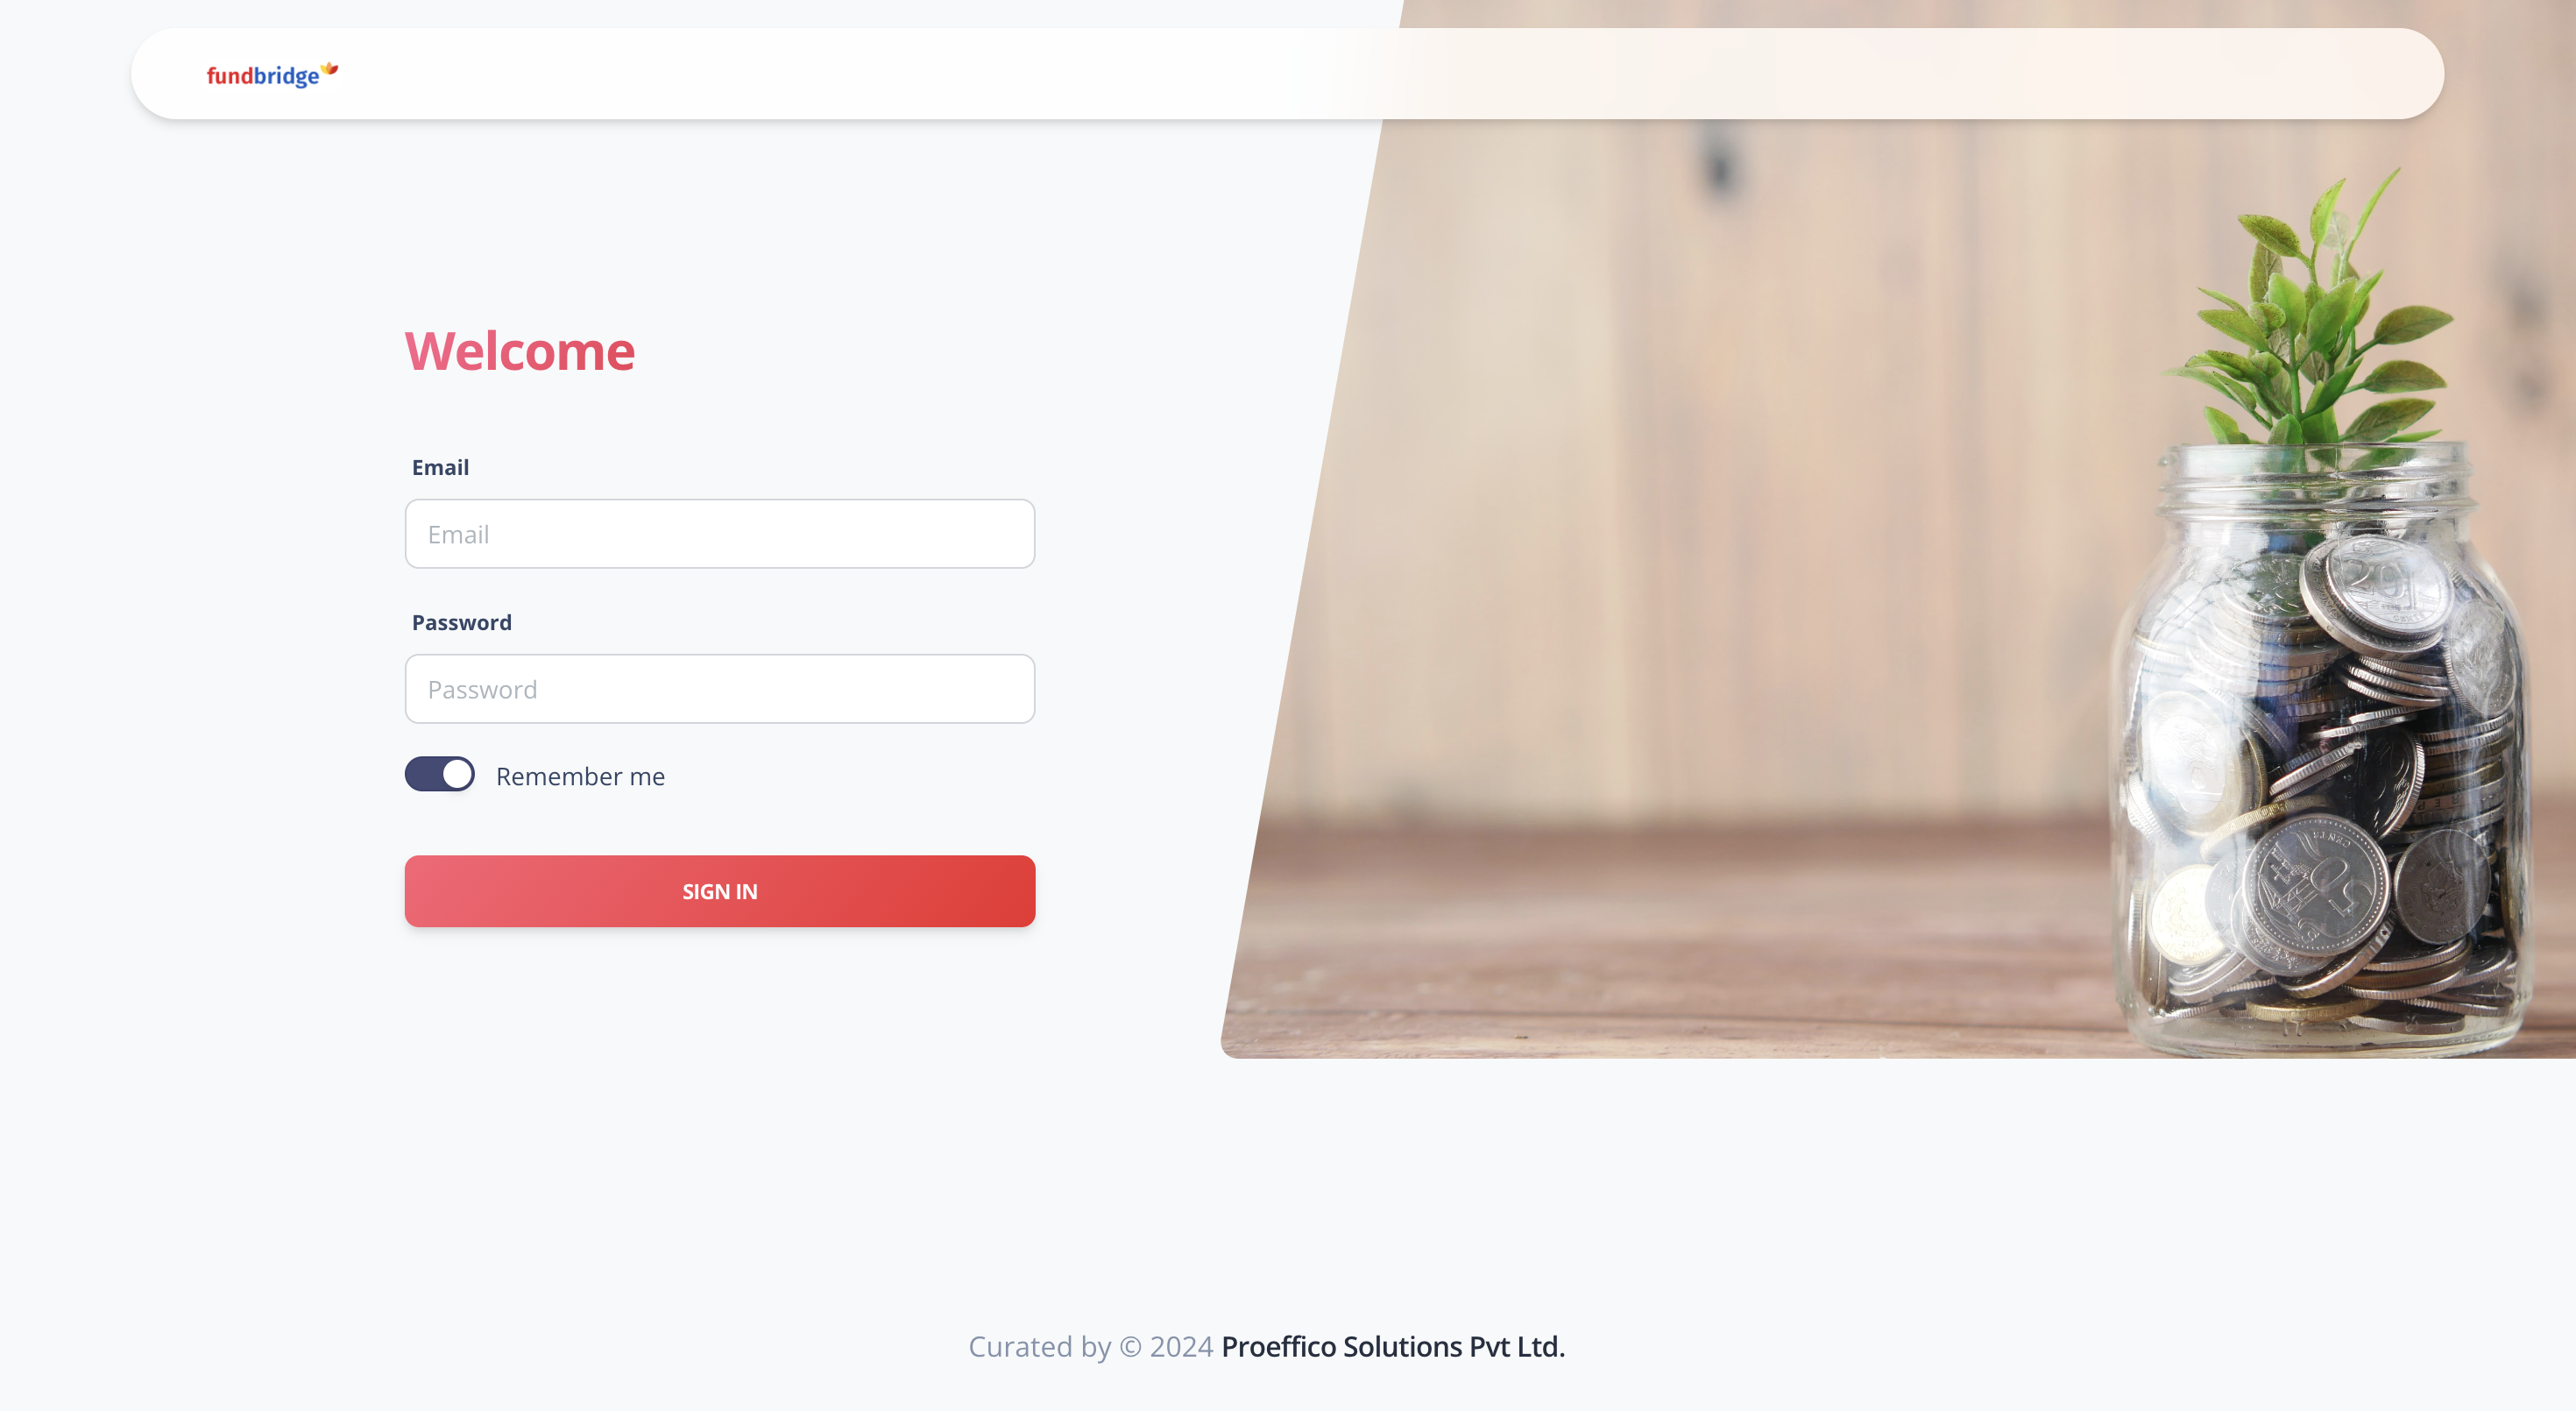 fundbridge
Welcome
Email
Email
Password
Password
Remember me
SIGN IN
Curated by © 2024 Proeffico Solutions Pvt Ltd.